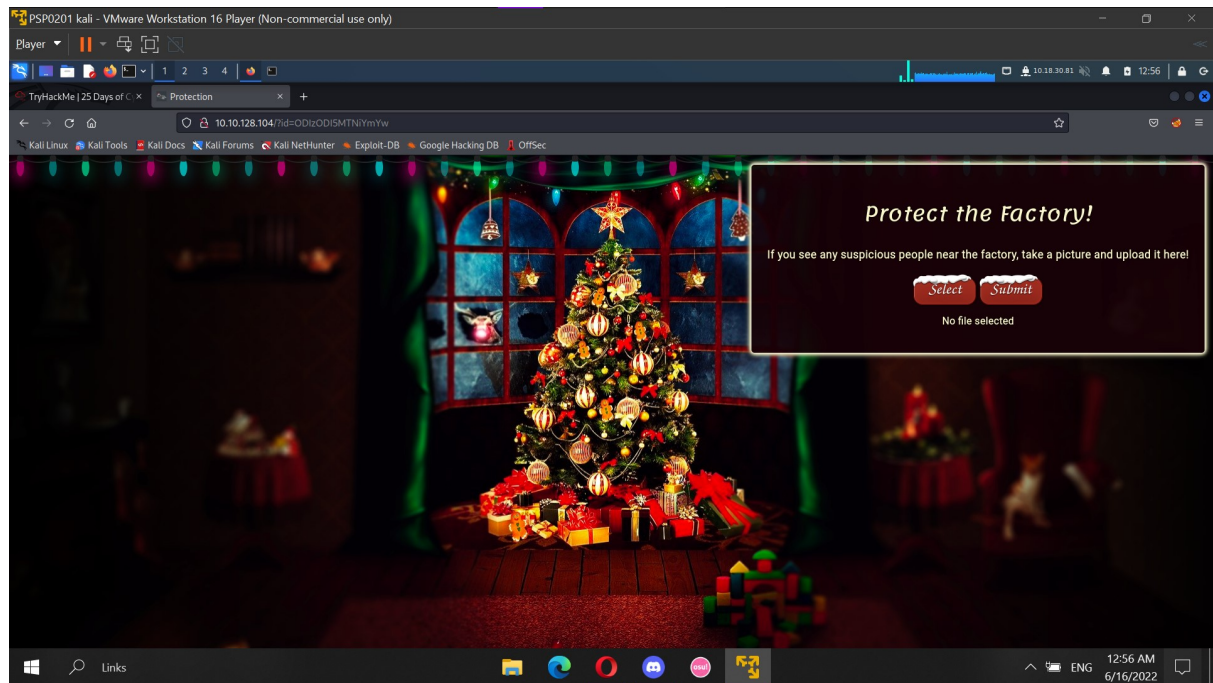 PSP0201 kali - VMware Workstation 16 Player (Non-commercial use only)
Player
1 2 3 4
10.18.30.81
12:56
TryHackMe | 25 Days of C
Protection
10.10.128.104/?id=ODIzODI5MTNiYmYw
Kali Linux Kali Tools Kali Docs Kali Forums Kali NetHunter Exploit-DB Google Hacking DB OffSec
Protect the Factory!
If you see any suspicious people near the factory, take a picture and upload it here!
Select Submit
No file selected
Links
osu!
ENG
12:56 AM
6/16/2022